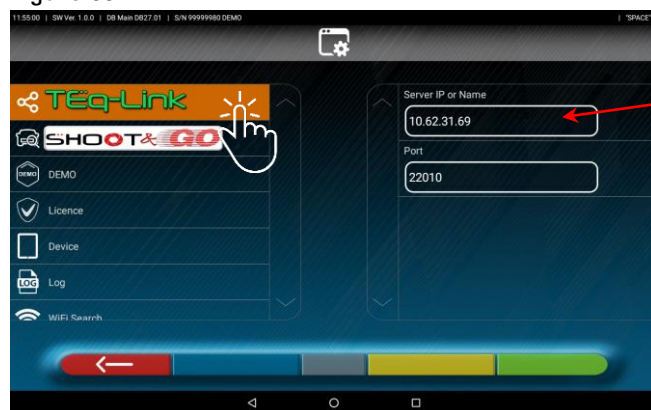 11:55:00 | SW Ver. 1.0.0 | DB Main DB27.01 | S/N 99999980 DEMO | "SPACE"
TEq-Link
SHOOT& GO
DEMO
DEMO
Licence
Device
LOG
Log
WiFi Search
Server IP or Name
10.62.31.69
Port
22010